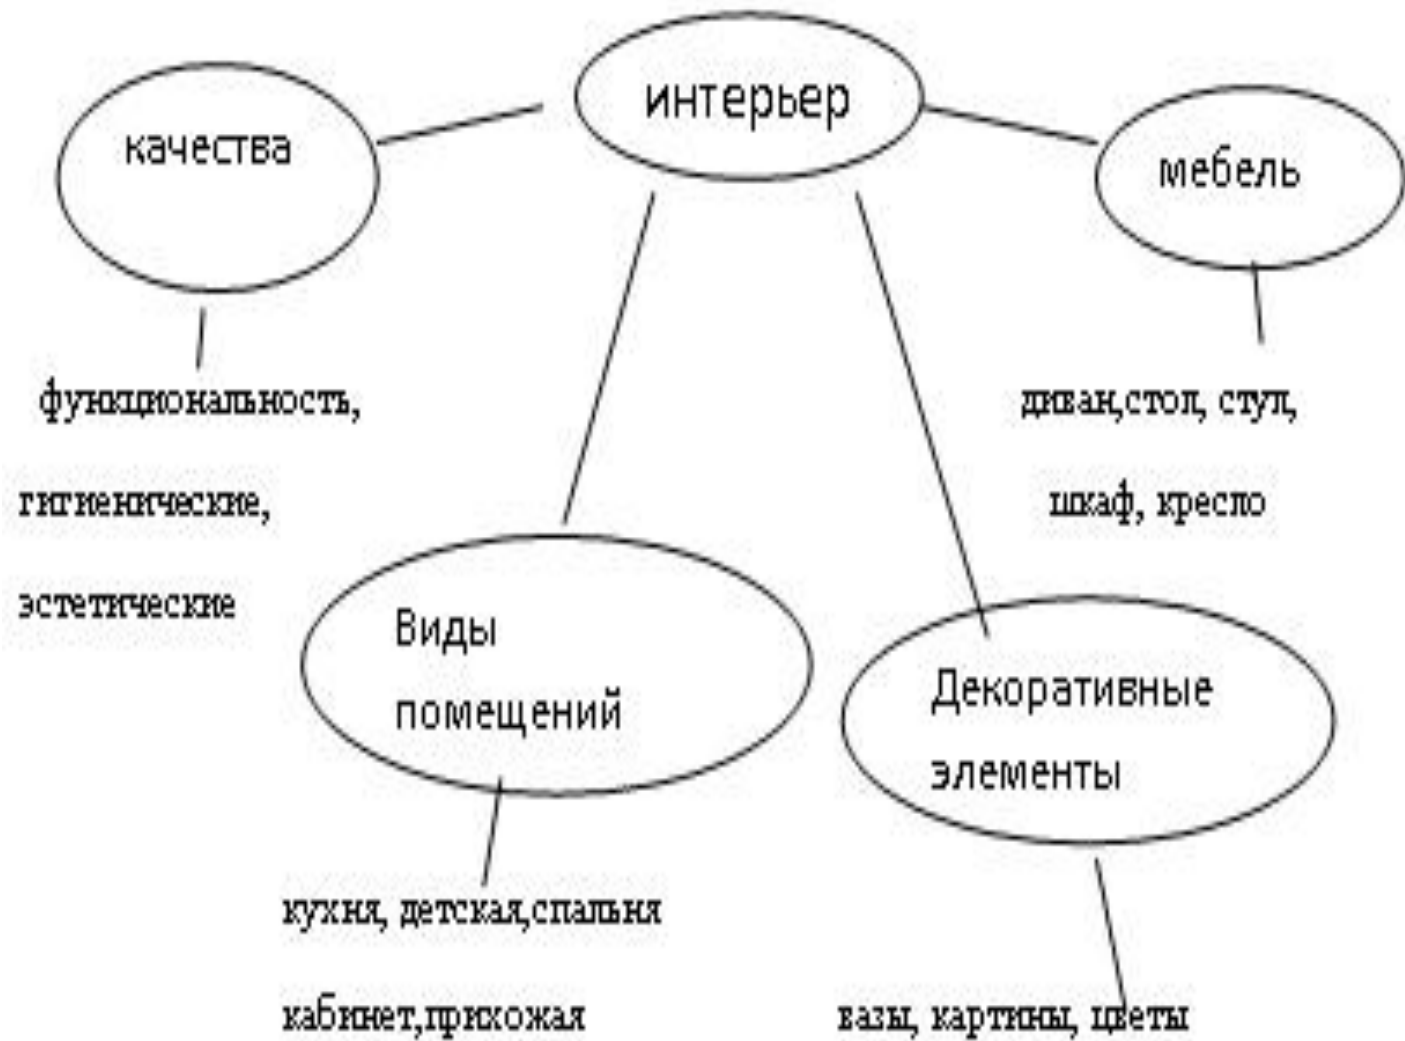 интерьер
качества
мебель
функциональность,
гигиенические,
эстетические
диван,стол, стул,
шкаф, кресло
Виды
помещений
Декоративные
элементы
кухня, детская,спальня
кабинет,прихожая
вазы, картины, цветы